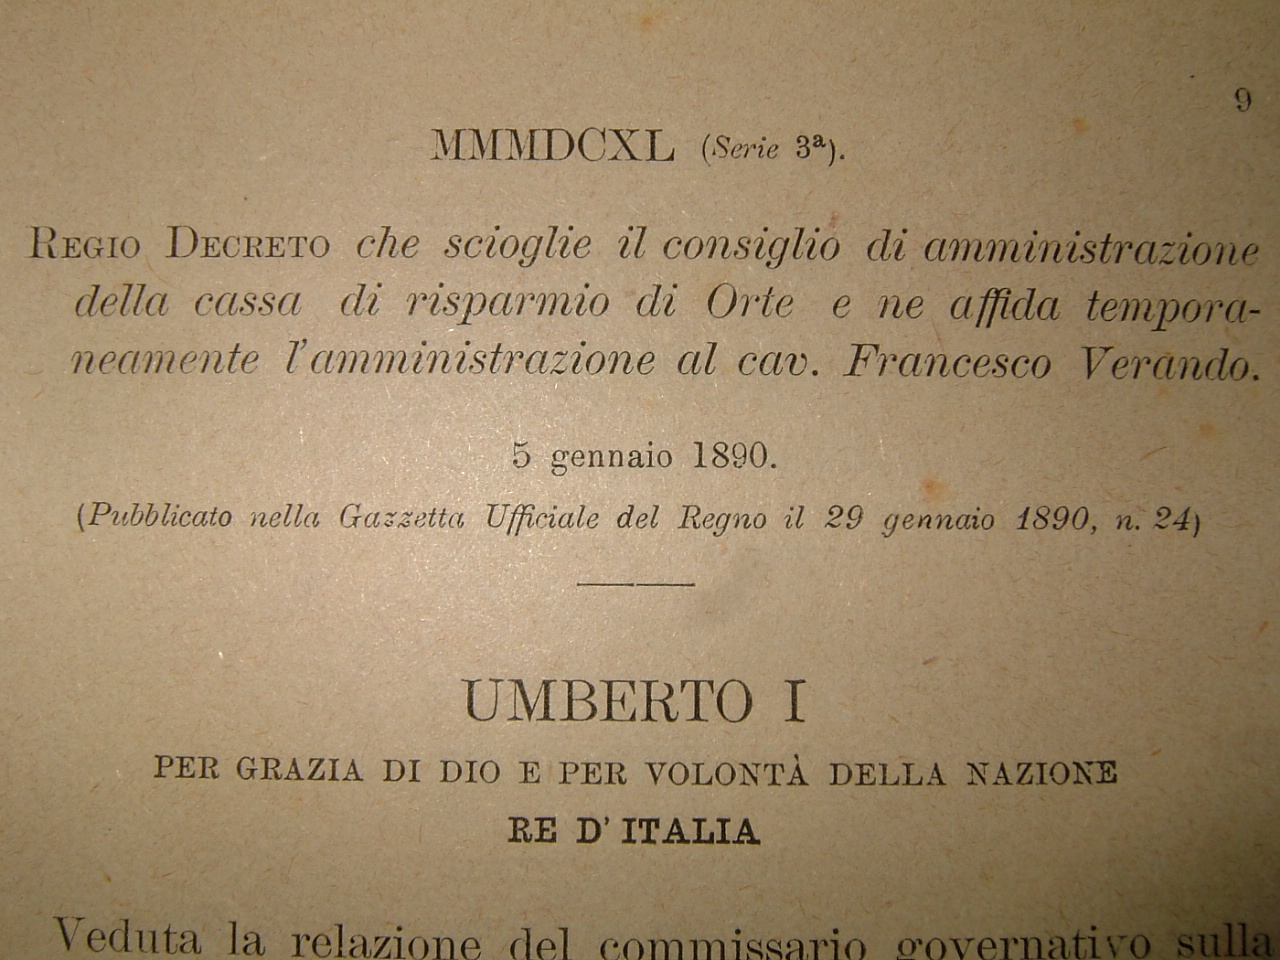 9
MMMDCXL (Serie 3ª).
REGIO DECRETO che scioglie il consiglio di amministrazione
della cassa di risparmio di Orte e ne affida tempora-
neamente l'amministrazione al cav. Francesco Verando.
5 gennaio 1890.
(Pubblicato nella Gazzetta Ufficiale del Regno il 29 gennaio 1890, n. 24)
UMBERTO I
PER GRAZIA DI DIO E PER VOLONTÀ DELLA NAZIONE
RE D' ITALIA
Veduta la relazione del commissario governativo sulla